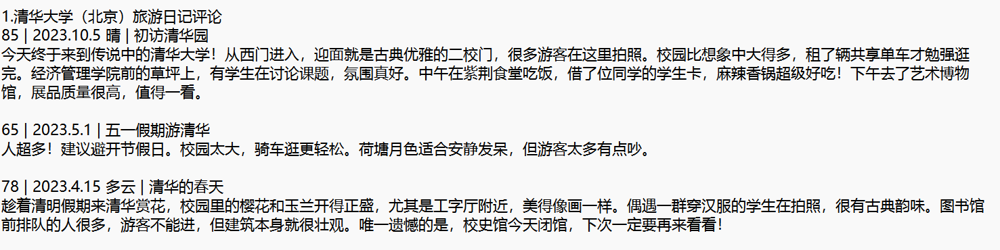 1.清华大学（北京）旅游日记评论
85 | 2023.10.5 晴 | 初访清华园
今天终于来到传说中的清华大学！从西门进入，迎面就是古典优雅的二校门，很多游客在这里拍照。校园比想象中大得多，租了辆共享单车才勉强逛
完。经济管理学院前的草坪上，有学生在讨论课题，氛围真好。中午在紫荆食堂吃饭，借了位同学的学生卡，麻辣香锅超级好吃！下午去了艺术博物
馆，展品质量很高，值得一看。
65 | 2023.5.1 | 五一假期游清华
人超多！建议避开节假日。校园太大，骑车逛更轻松。荷塘月色适合安静发呆，但游客太多有点吵。
78 | 2023.4.15 多云 | 清华的春天
趁着清明假期来清华赏花，校园里的樱花和玉兰开得正盛，尤其是工字厅附近，美得像画一样。偶遇一群穿汉服的学生在拍照，很有古典韵味。图书馆
前排队的人很多，游客不能进，但建筑本身就很壮观。唯一遗憾的是，校史馆今天闭馆，下次一定要再来看看！